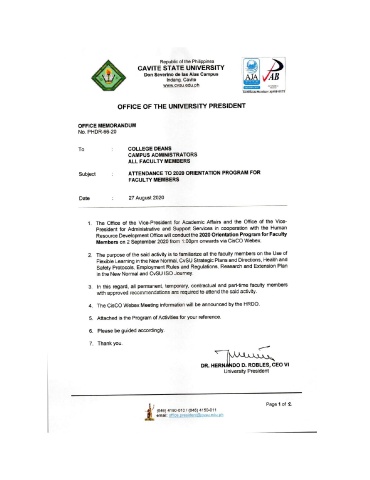 Republic of the Philippines
CAVITE STATE UNIVERSITY
Don Severino de las Alas Campus
Indang, Cavite
www.cvsu.edu.ph
AJA
PAB
OFFICE OF THE UNIVERSITY PRESIDENT
OFFICE MEMORANDUM
No. PHDR-66-20
To : COLLEGE DEANS
CAMPUS ADMINISTRATORS
ALL FACULTY MEMBERS
Subject : ATTENDANCE TO 2020 ORIENTATION PROGRAM FOR
FACULTY MEMBERS
Date : 27 August 2020
1. The Office of the Vice-President for Academic Affairs and the Office of the Vice-
President for Administrative and Support Services in cooperation with the Human
Resource Development Office will conduct the 2020 Orientation Program for Faculty
Members on 2 September 2020 from 1:00pm onwards via CisCO Webex.
2. The purpose of the said activity is to familiarize all the faculty members on the Use of
Flexible Learning in the New Normal, CvSU Strategic Plans and Directions, Health and
Safety Protocols, Employment Rules and Regulations, Research and Extension Plan
in the New Normal and CvSU ISO Journey.
3. In this regard, all permanent, temporary, contractual and part-time faculty members
with approved recommendations are required to attend the said activity.
4. The CisCO Webex Meeting information will be announced by the HRDO.
5. Attached is the Program of Activities for your reference.
6. Please be guided accordingly.
7. Thank you.
DR. HERNANDO D. ROBLES, CEO VI
University President
Page 1 of 2